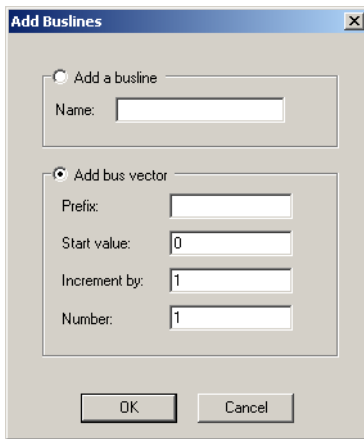 Add Buslines
Add a busline
Name:
Add bus vector
Prefix:
Start value: 0
Increment by: 1
Number: 1
OK Cancel